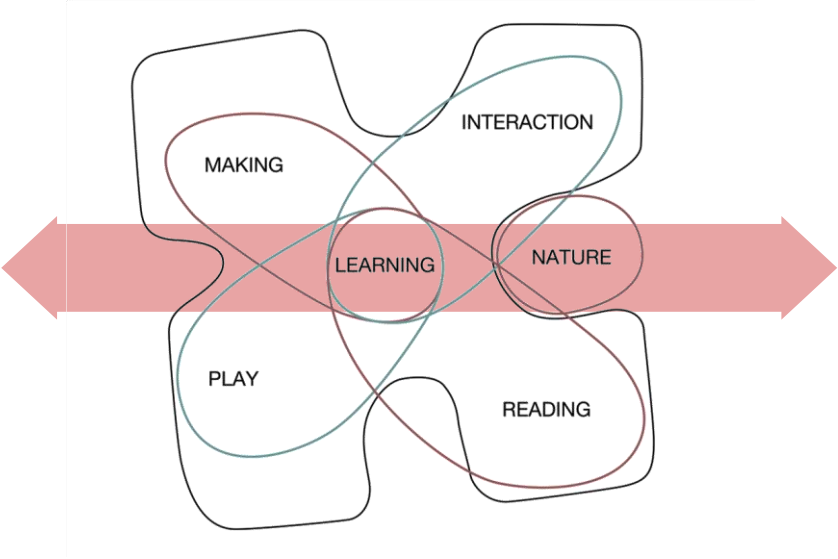 INTERACTION
MAKING
NATURE
LEARNING
PLAY
READING